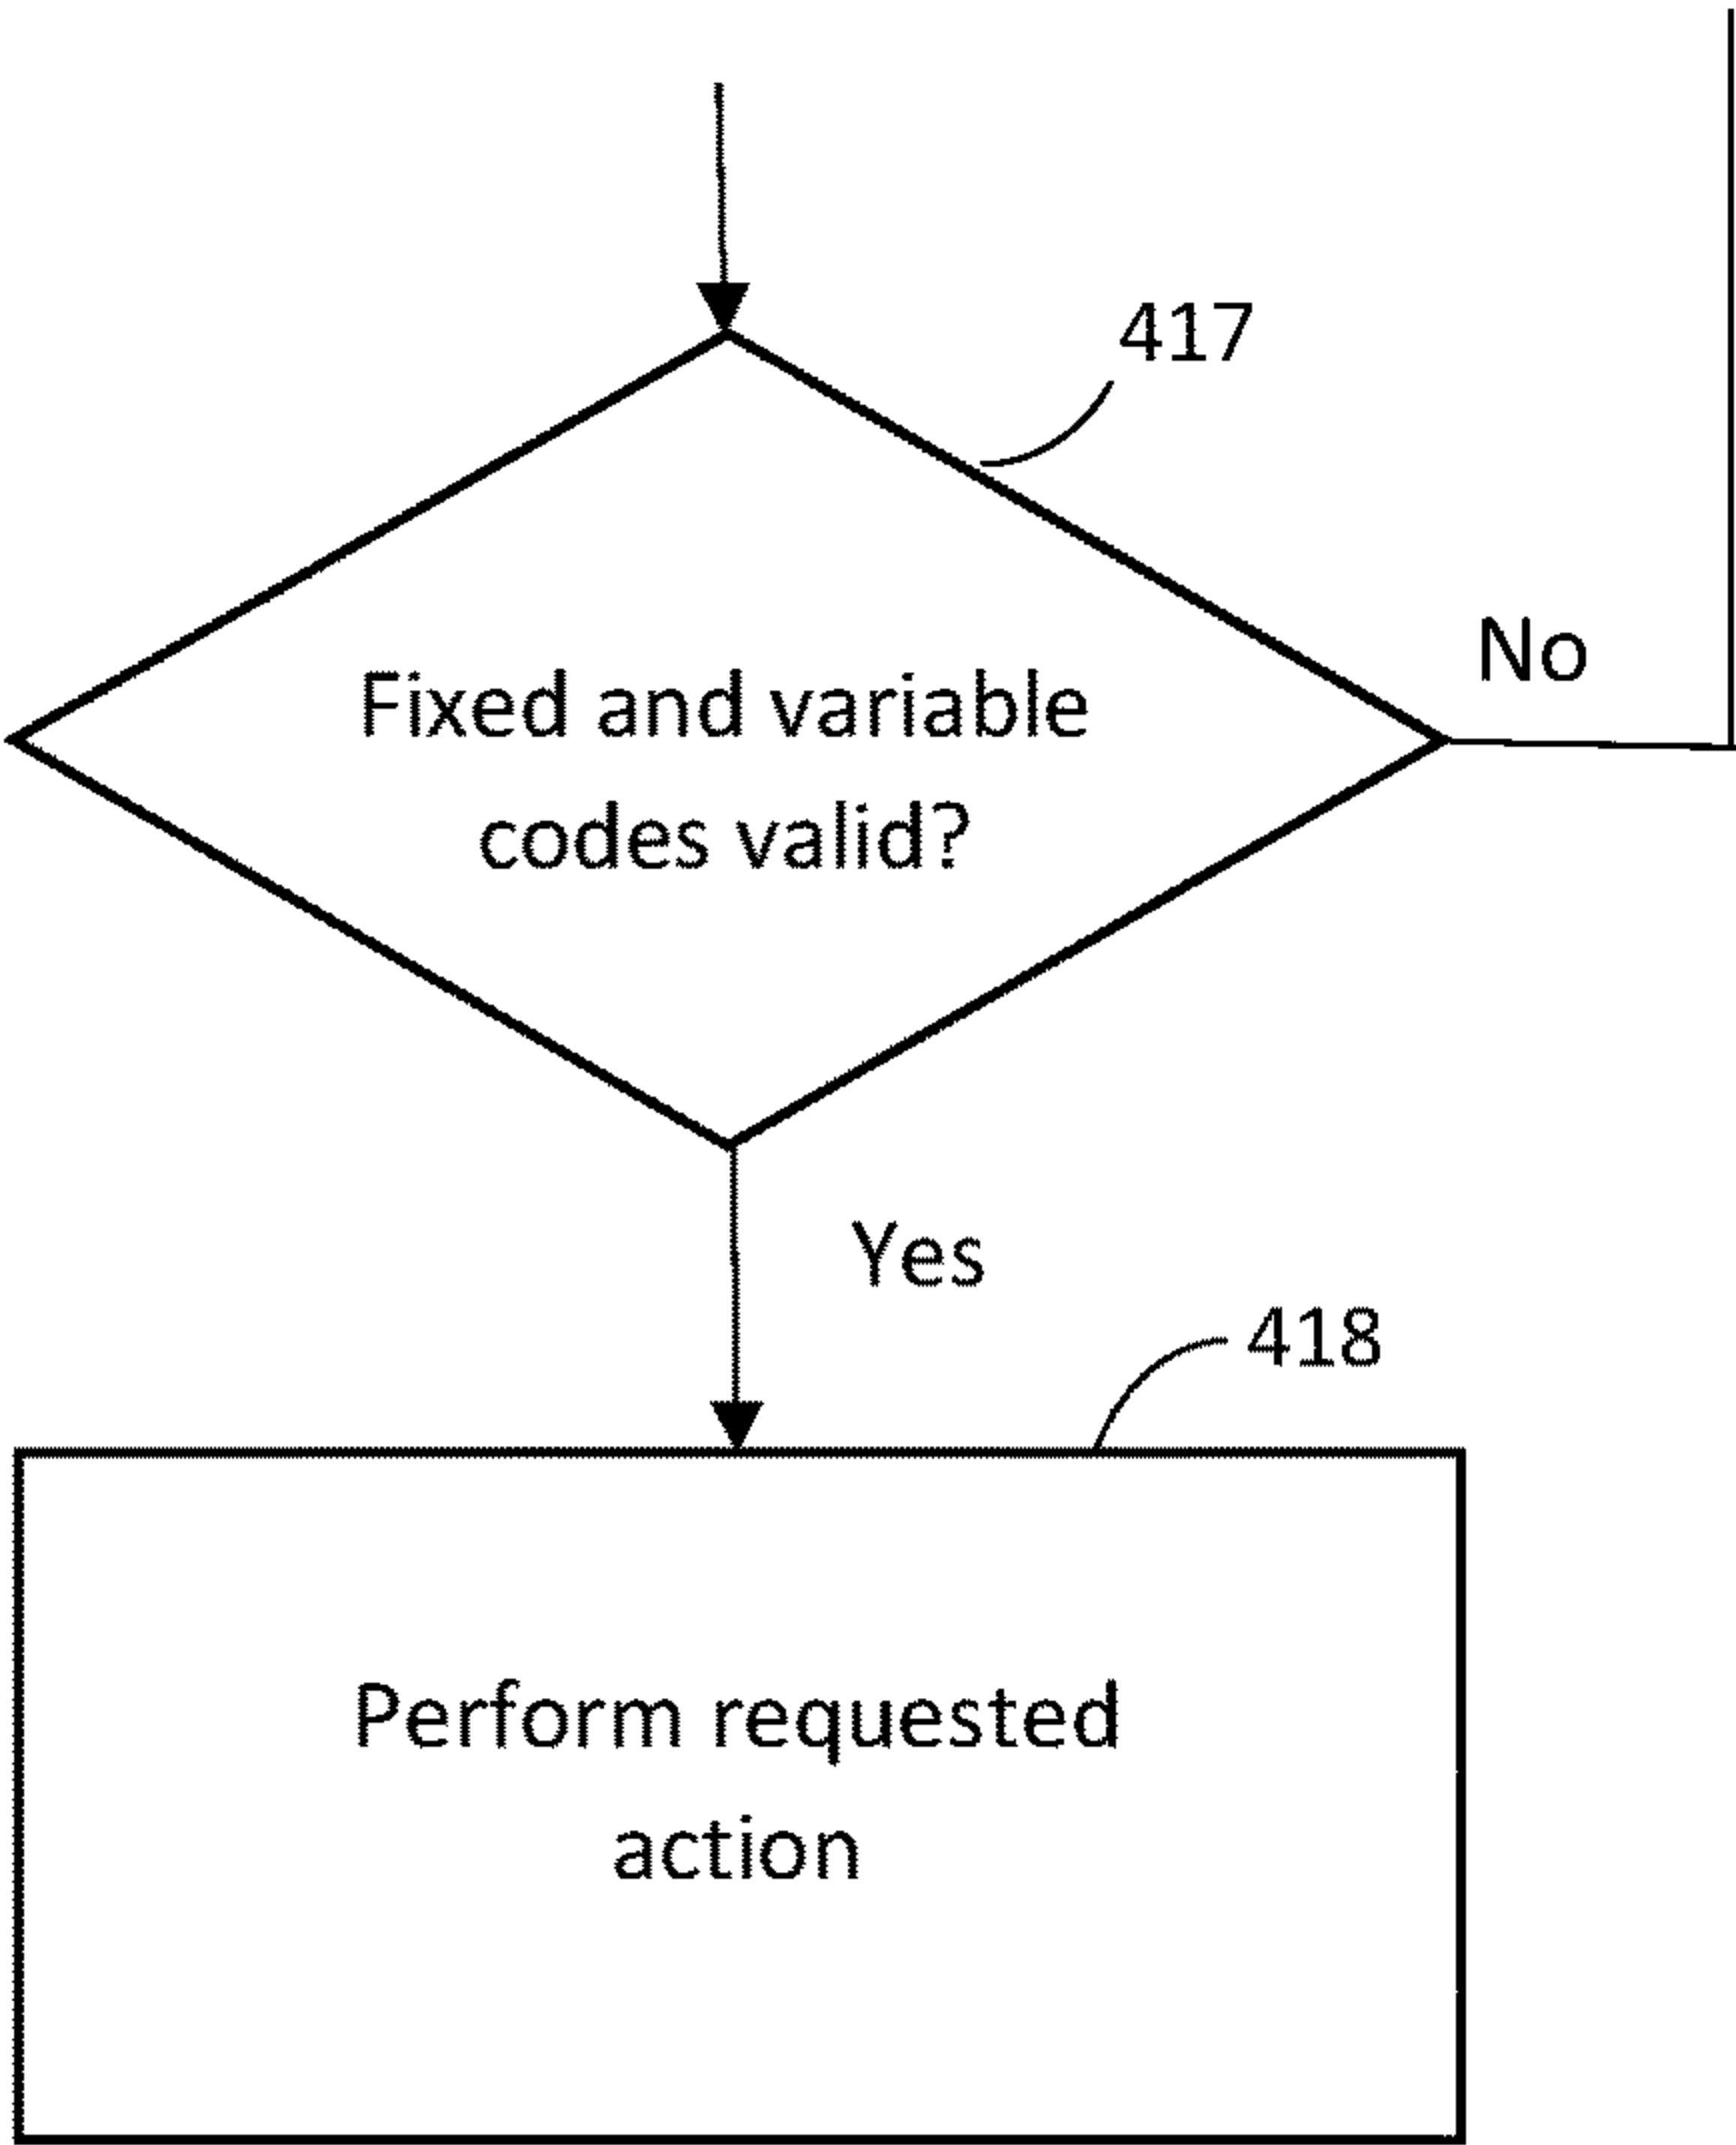 417
Fixed and variable
codes valid?
No
Yes
418
Perform requested
action